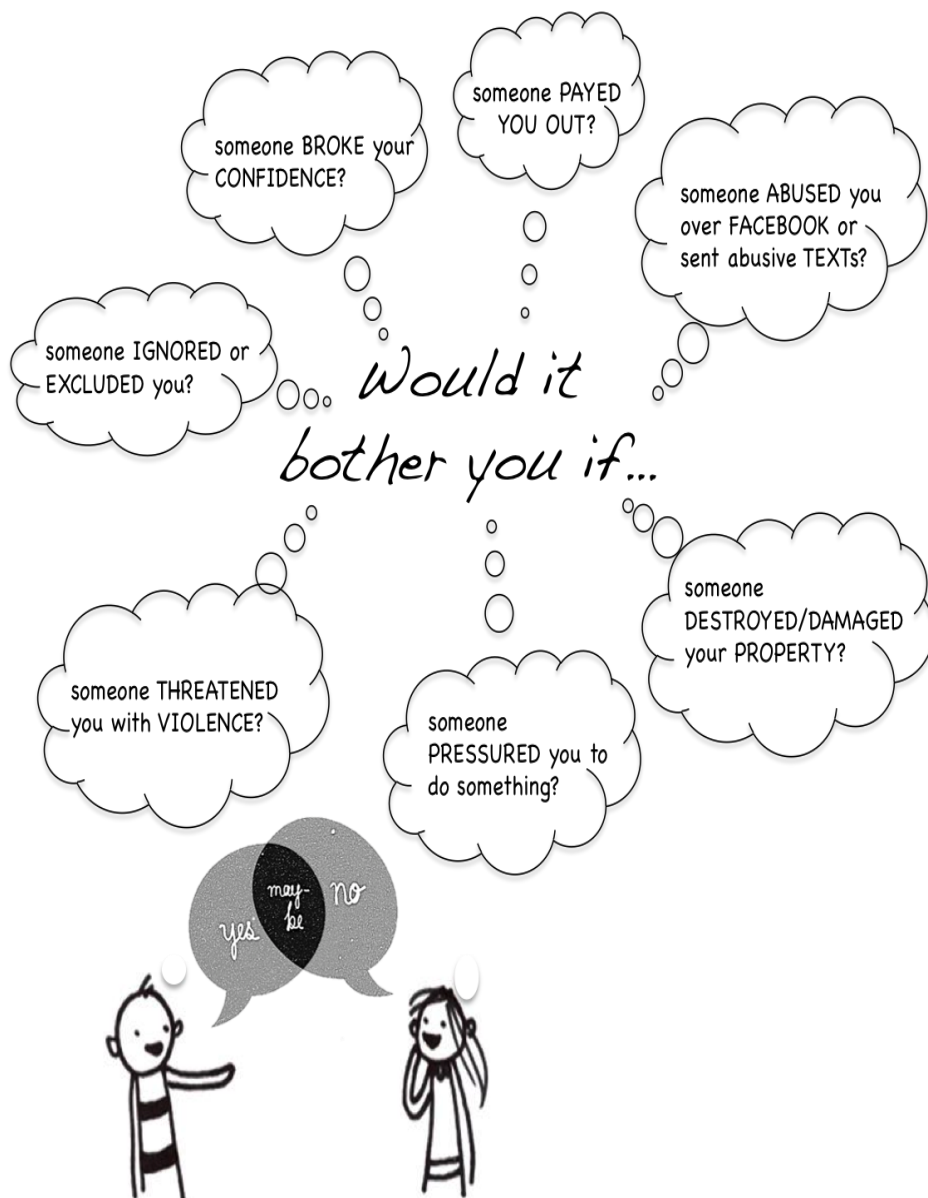 someone PAYED
YOU OUT?
someone BROKE your
CONFIDENCE?
someone ABUSED you
over FACEBOOK or
sent abusive TEXTs?
someone IGNORED or
EXCLUDED you?
Would it
bother you if...
someone
DESTROYED/DAMAGED
your PROPERTY?
someone THREATENED
you with VIOLENCE?
someone
PRESSURED you to
do something?
yes
may-
be
no